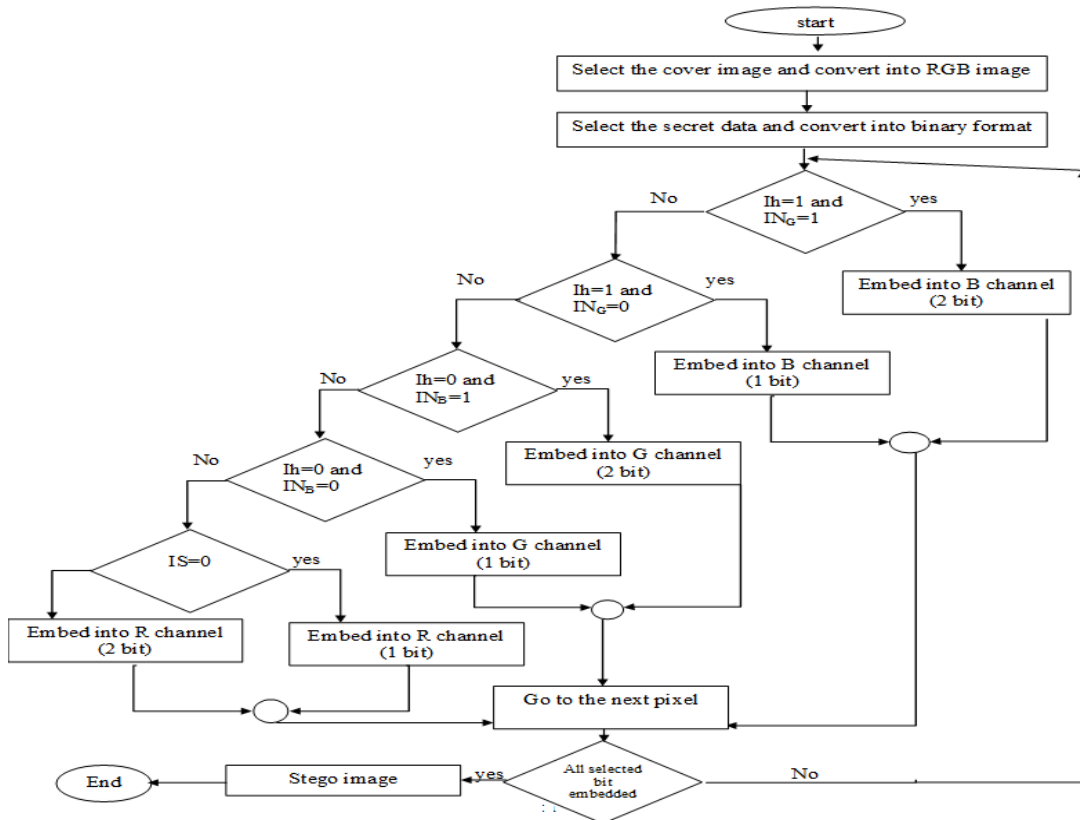 start
Select the cover image and convert into RGB image
Select the secret data and convert into binary format
No
Ih=1 and
IN_G=1
yes
No
Ih=1 and
IN_G=0
yes
Embed into B channel
(2 bit)
No
Ih=0 and
IN_B=1
yes
Embed into B channel
(1 bit)
No
Ih=0 and
IN_B=0
yes
Embed into G channel
(2 bit)
IS=0
yes
Embed into G channel
(1 bit)
Embed into R channel
(2 bit)
Embed into R channel
(1 bit)
Go to the next pixel
End
Stego image
yes
All selected
bit
embedded
No